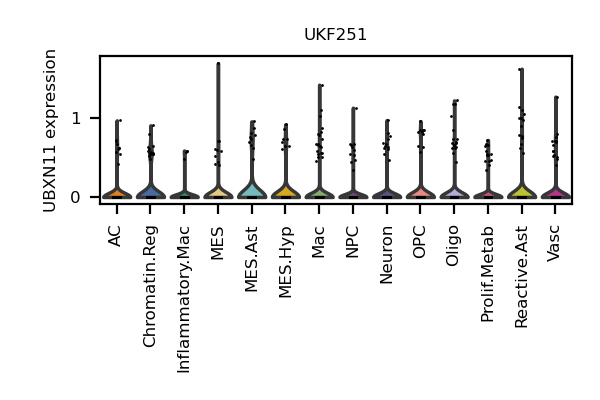 UKF251
UBXN11 expression
1
0
AC
Chromatin.Reg
Inflammatory.Mac
MES
MES.Ast
MES.Hyp
Mac
NPC
Neuron
OPC
Oligo
Prolif.Metab
Reactive.Ast
Vasc